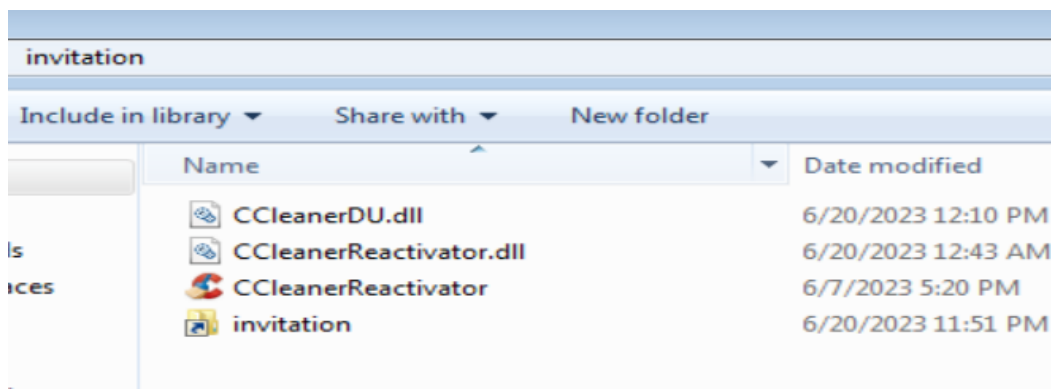 invitation
Include in library Share with New folder
Name Date modified
CCleanerDU.dll 6/20/2023 12:10 PM
ls CCleanerReactivator.dll 6/20/2023 12:43 AM
aces CCleanerReactivator 6/7/2023 5:20 PM
invitation 6/20/2023 11:51 PM